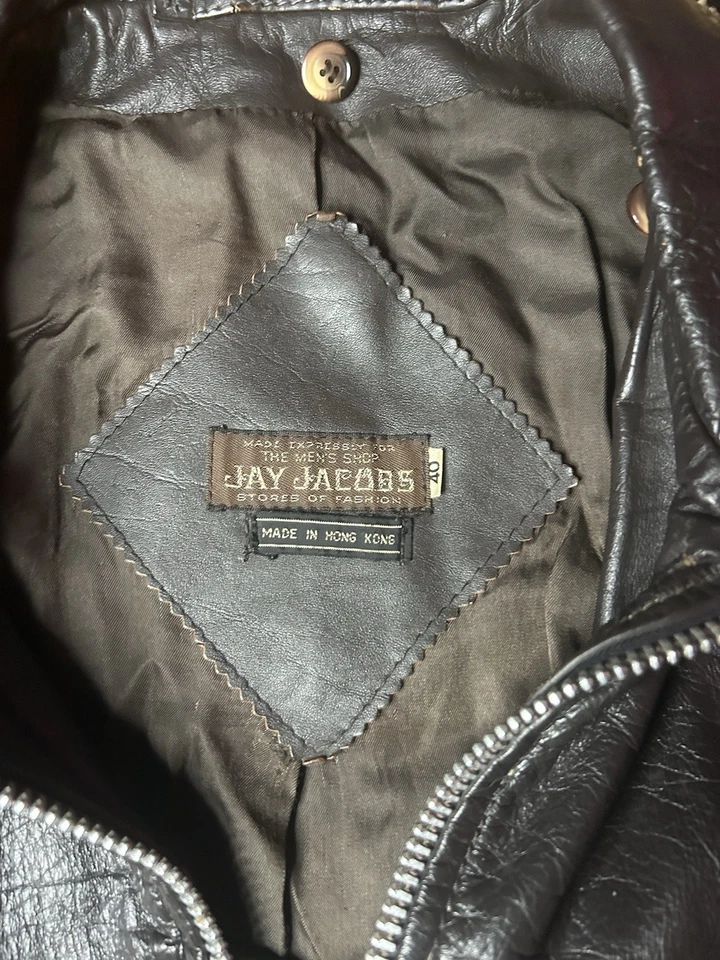 MADE EXPRESSLY FOR
THE MEN'S SHOP
JAY JACOBS
STORES OF FASHION
40
MADE IN HONG KONG